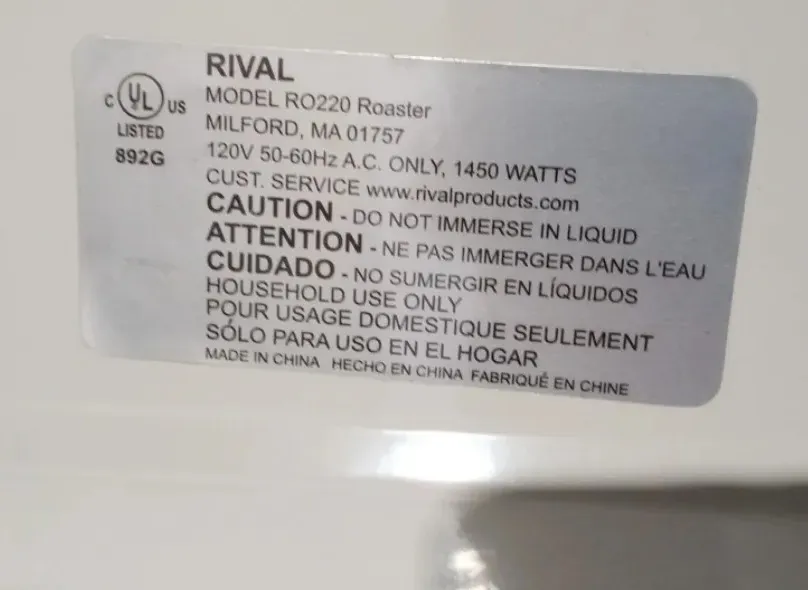 C UL US
LISTED
892G
RIVAL
MODEL RO220 Roaster
MILFORD, MA 01757
120V 50-60Hz A.C. ONLY, 1450 WATTS
CUST. SERVICE www.rivalproducts.com
CAUTION - DO NOT IMMERSE IN LIQUID
ATTENTION - NE PAS IMMERGER DANS L'EAU
CUIDADO - NO SUMERGIR EN LÍQUIDOS
HOUSEHOLD USE ONLY
POUR USAGE DOMESTIQUE SEULEMENT
SÓLO PARA USO EN EL HOGAR
MADE IN CHINA HECHO EN CHINA FABRIQUÉ EN CHINE